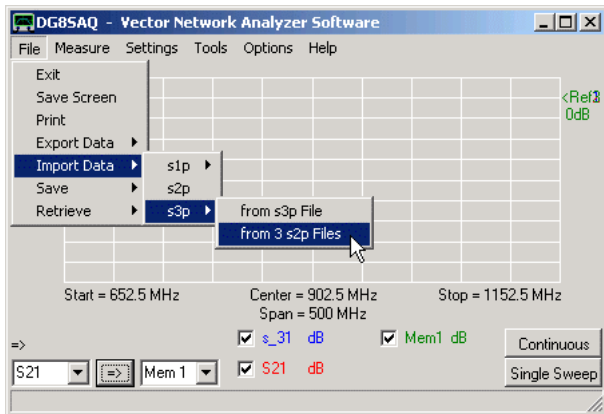 DG8SAQ - Vector Network Analyzer Software
File Measure Settings Tools Options Help
Exit
Save Screen
Print
Export Data
Import Data
Save
Retrieve
s1p
s2p
s3p
from s3p File
from 3 s2p Files
0dB
Start = 652.5 MHz
Center = 902.5 MHz
Stop = 1152.5 MHz
Span = 500 MHz
s_31 dB
Mem1 dB
Continuous
=>
S21
=>
Mem 1
S21 dB
Single Sweep